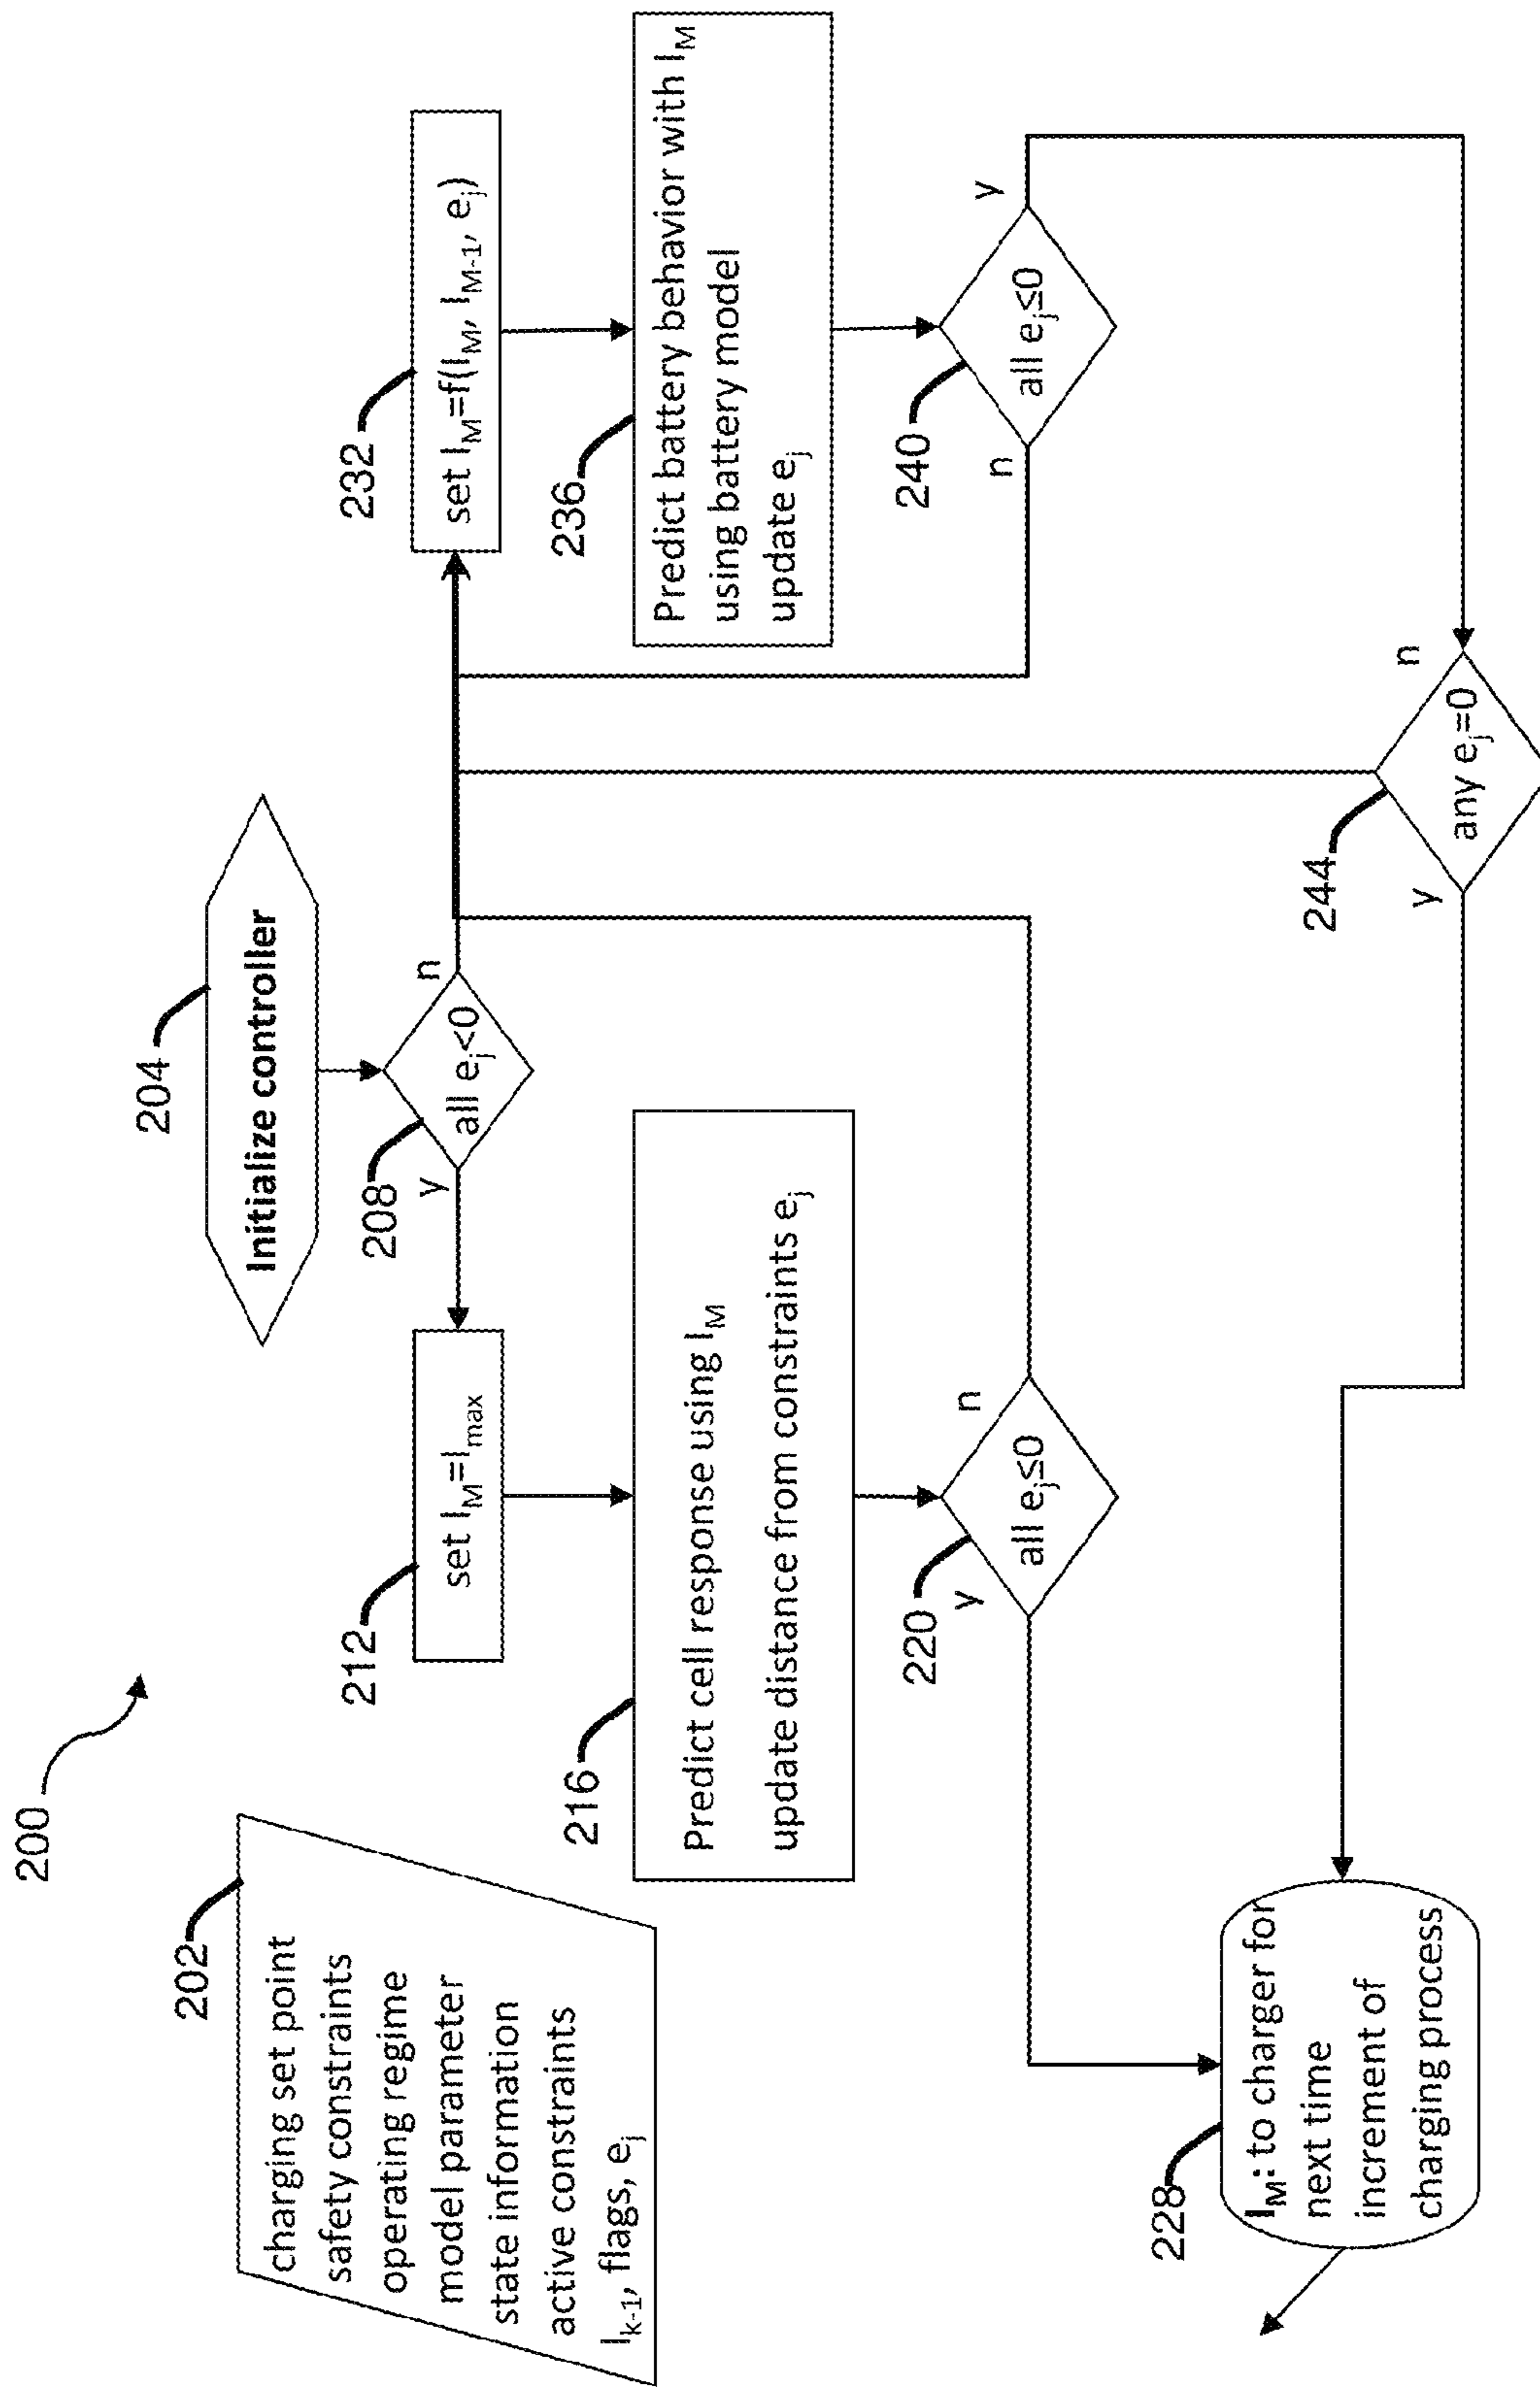 200
202
charging set point
safety constraints
operating regime
model parameter
state information
active constraints
I_{k-1}, flags, e_j
204
Initialize controller
208
all e_j<0
y
n
212
set I_M=I_{max}
216
Predict cell response using I_M
update distance from constraints e_j
220
all e_j≤0
y
n
228
I_M: to charger for
next time
increment of
charging process
232
set I_M=f(I_M, I_{M-1}, e_j)
236
Predict battery behavior with I_M
using battery model
update e_j
240
all e_j≤0
n
y
244
any e_j=0
y
n